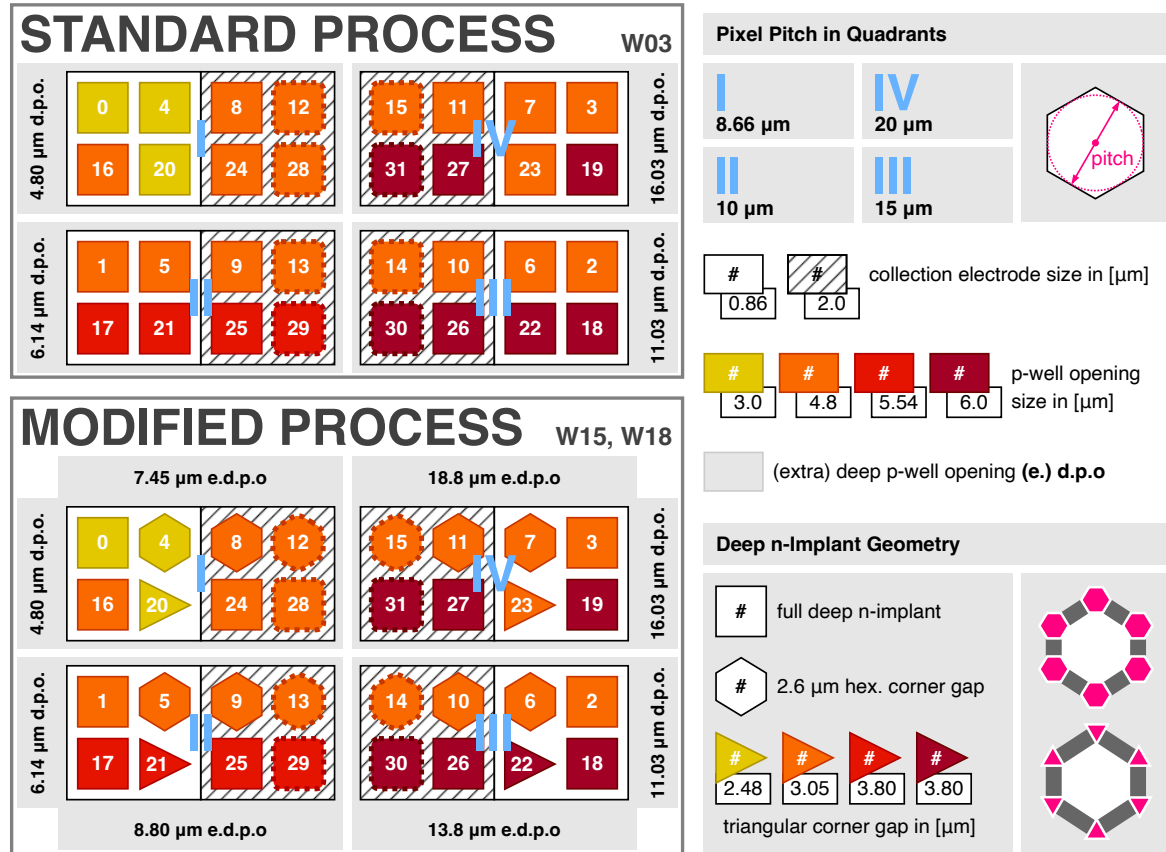 STANDARD PROCESS W03
4.80 µm d.p.o.
0 4 8 12
16 20 24 28
I
15 11 7 3
31 27 23 19
IV
16.03 µm d.p.o.
6.14 µm d.p.o.
1 5 9 13
17 21 25 29
II
14 10 6 2
30 26 22 18
III
11.03 µm d.p.o.
MODIFIED PROCESS W15, W18
7.45 µm e.d.p.o
18.8 µm e.d.p.o
4.80 µm d.p.o.
0 4 8 12
16 20 24 28
I
15 11 7 3
31 27 23 19
IV
16.03 µm d.p.o.
6.14 µm d.p.o.
1 5 9 13
17 21 25 29
II
14 10 6 2
30 26 22 18
III
11.03 µm d.p.o.
8.80 µm e.d.p.o
13.8 µm e.d.p.o
Pixel Pitch in Quadrants
I
8.66 µm
IV
20 µm
II
10 µm
III
15 µm
pitch
# #
0.86 2.0
collection electrode size in [µm]
# # # #
3.0 4.8 5.54 6.0
p-well opening
size in [µm]
(extra) deep p-well opening (e.) d.p.o
Deep n-Implant Geometry
# full deep n-implant
# 2.6 µm hex. corner gap
# # # #
2.48 3.05 3.80 3.80
triangular corner gap in [µm]